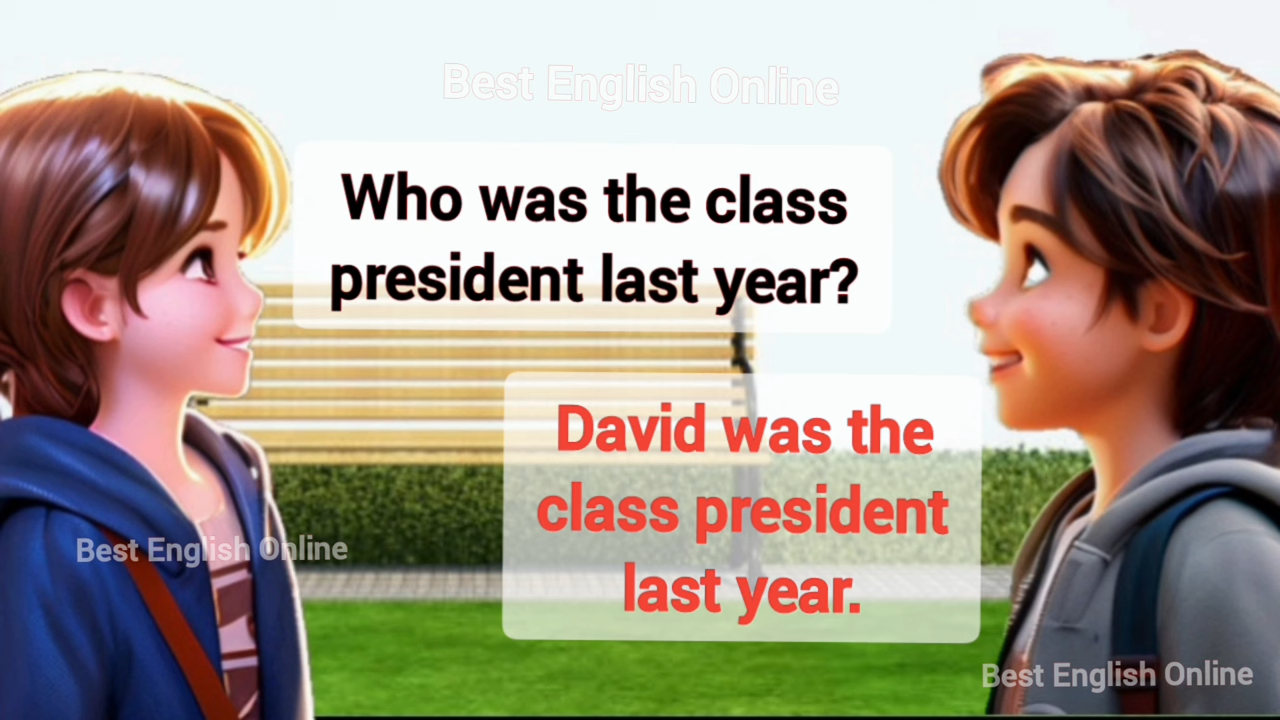 Best English Online
Who was the class
president last year?
David was the
class president
last year.
Best English Online
Best English Online